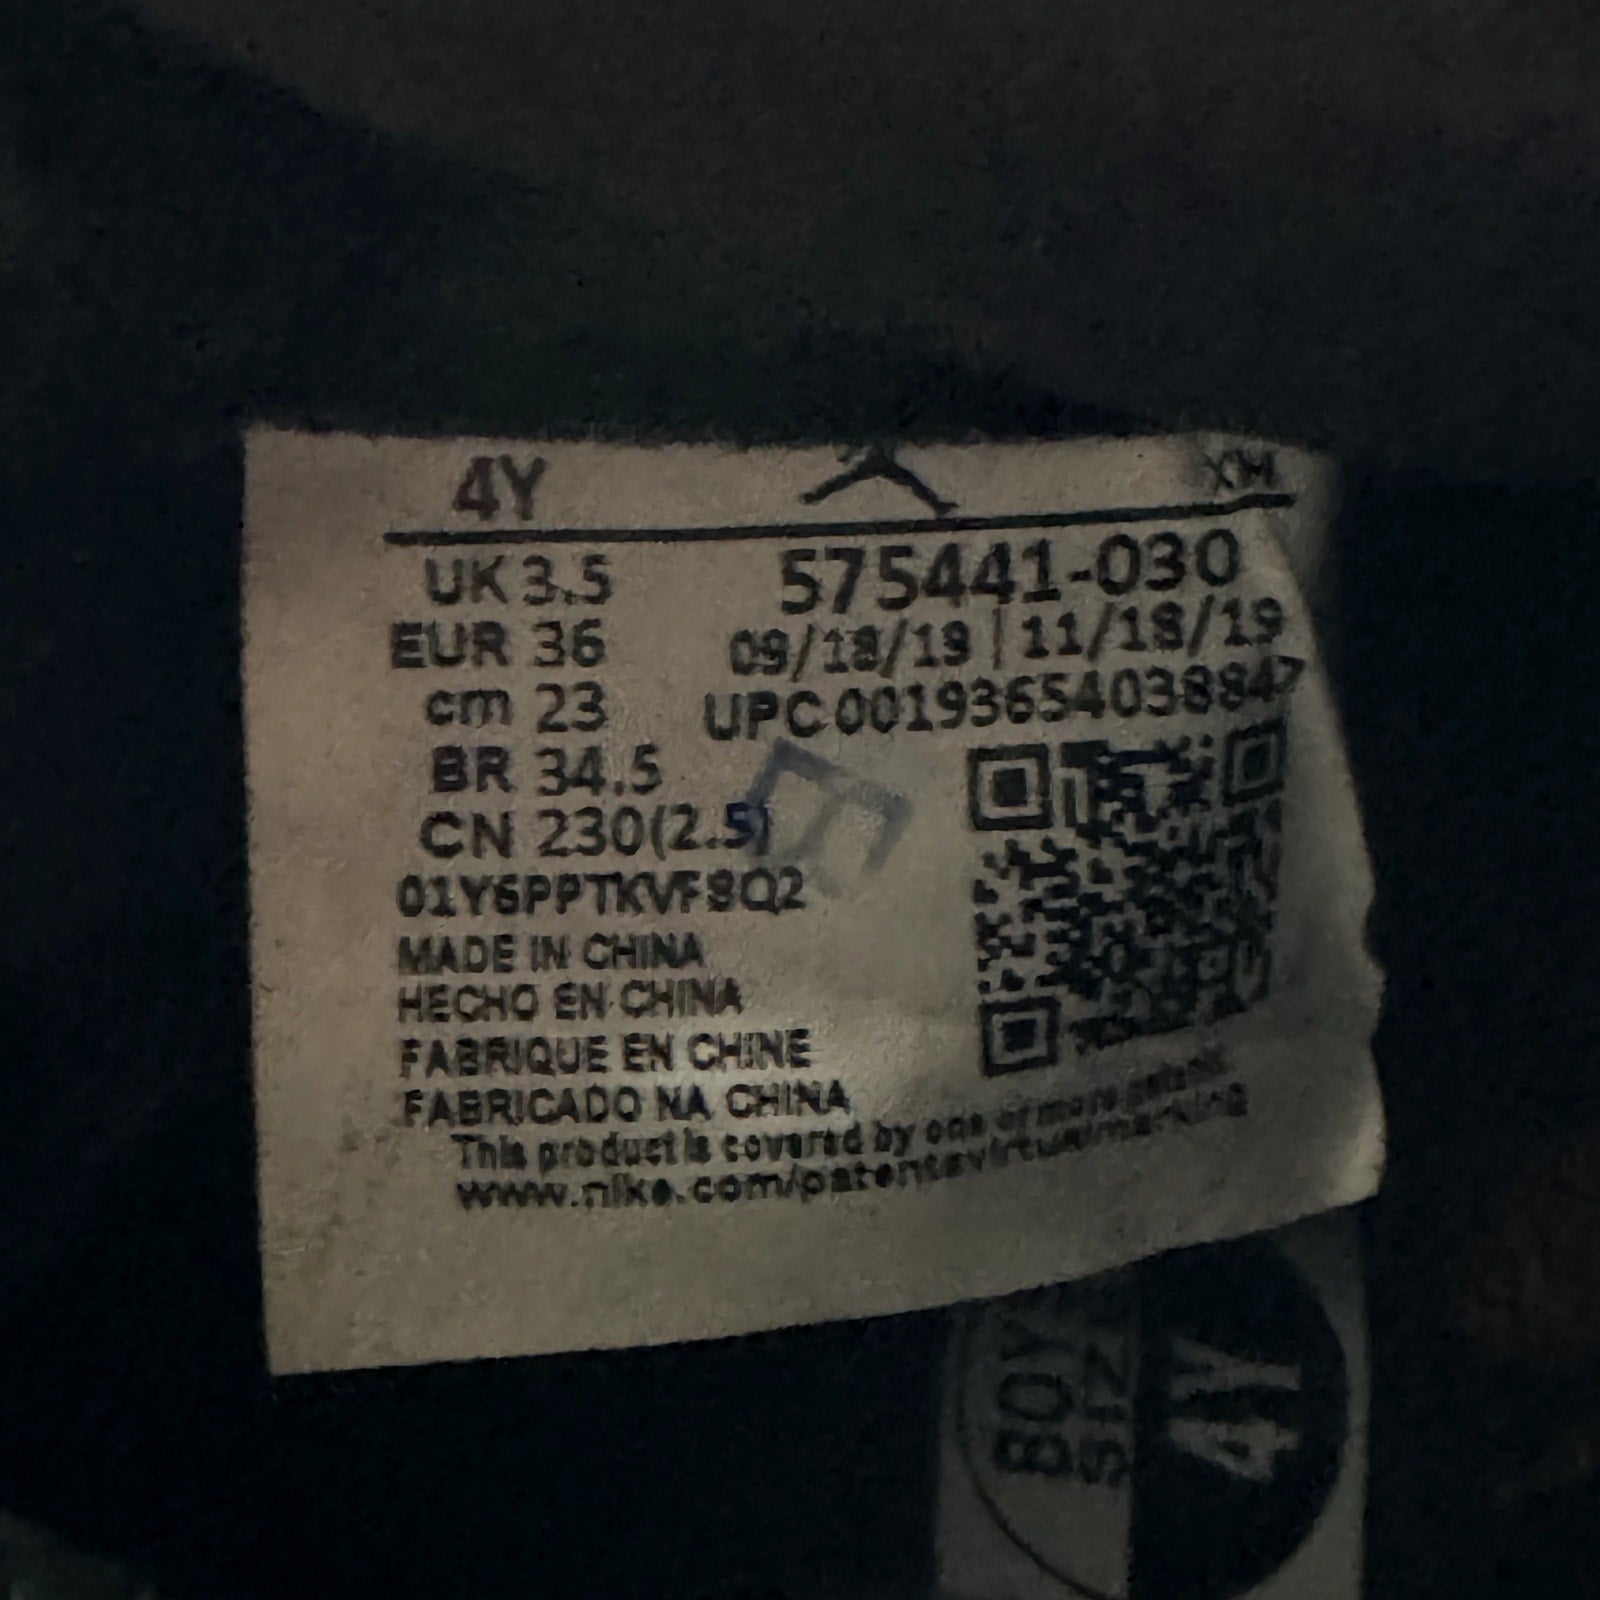 4Y XM
UK 3.5 575441-030
EUR 36 09/18/19 | 11/18/19
cm 23 UPC 00193654038847
BR 34.5
CN 230(2.5)
01Y6PPTKVF8Q2
MADE IN CHINA
HECHO EN CHINA
FABRIQUE EN CHINE
FABRICADO NA CHINA
This product is covered by one or more patents
www.nike.com/patentsvirtualmarking
BOYS
4Y